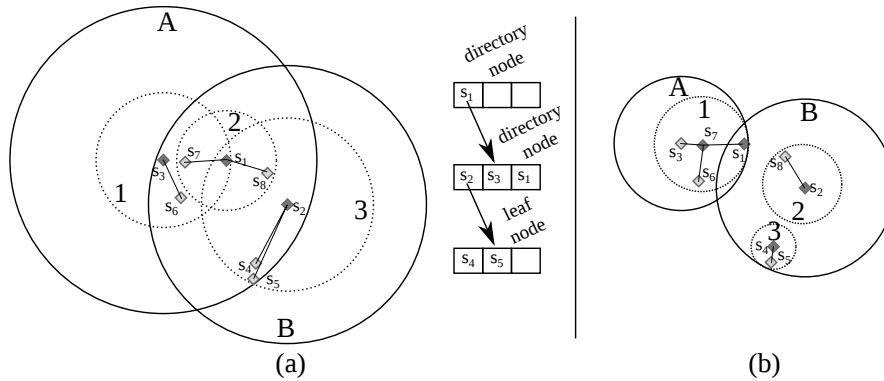 A
2
s₇
s₁
s₃
s₈
1
s₆
s₂
3
s₄
s₅
B
(a)
directory
node
s₁
directory
node
s₂ s₃ s₁
leaf
node
s₄ s₅
A
1
B
s₇
s₃
s₁
s₈
s₆
s₂
2
3
s₄
s₅
(b)